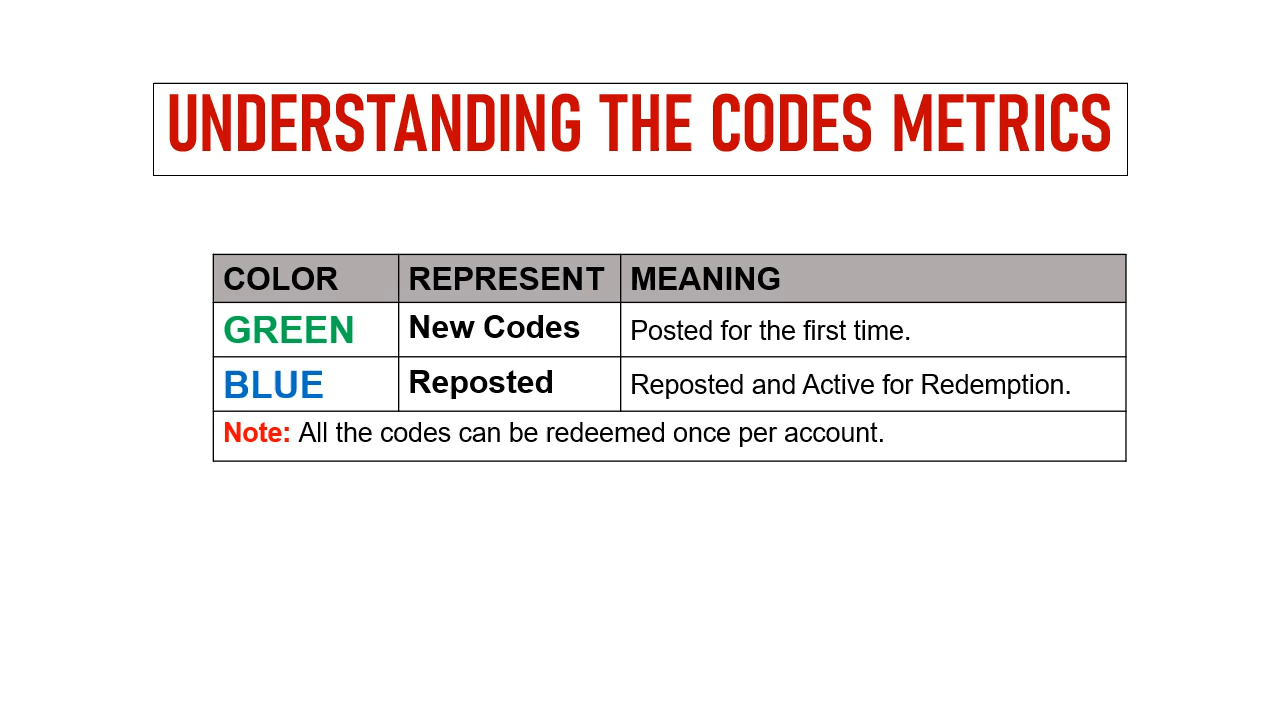 UNDERSTANDING THE CODES METRICS
COLOR REPRESENT MEANING
GREEN New Codes Posted for the first time.
BLUE Reposted Reposted and Active for Redemption.
Note: All the codes can be redeemed once per account.